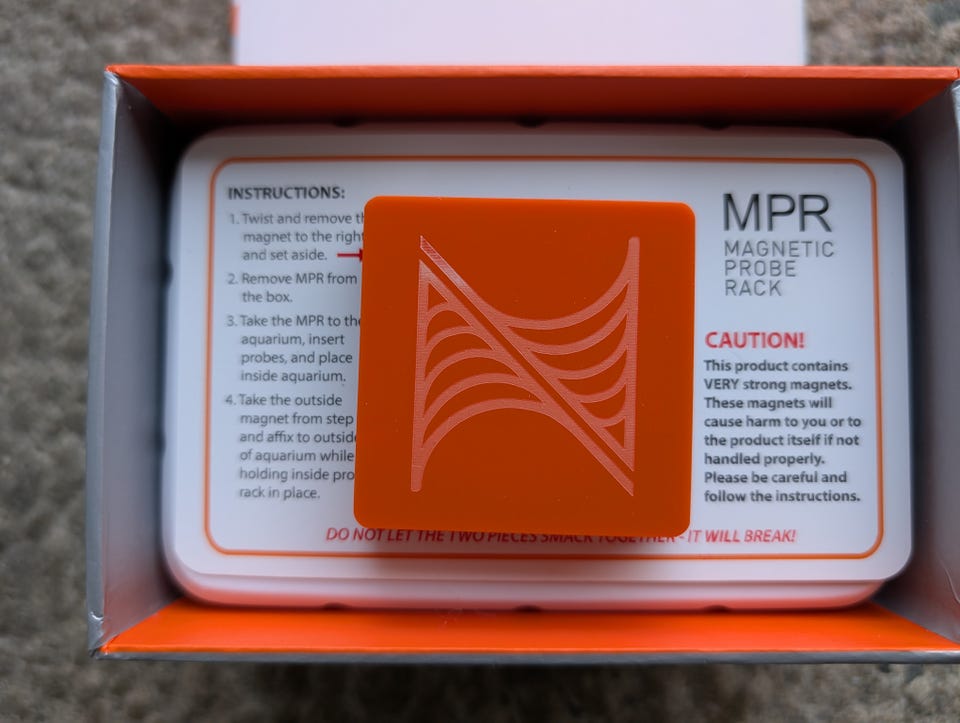 INSTRUCTIONS:
1. Twist and remove
magnet to the right
and set aside.
2. Remove MPR from
the box.
3. Take the MPR to the
aquarium, insert
probes, and place
inside aquarium.
4. Take the outside
magnet from step
and affix to outside
of aquarium while
holding inside
rack in place.
MPR
MAGNETIC
PROBE
RACK
CAUTION!
This product contains
VERY strong magnets.
These magnets will
cause harm to you or to
the product itself if not
handled properly.
Please be careful and
follow the instructions.
DO NOT LET THE TWO PIECES SMACK TOGETHER - IT WILL BREAK!